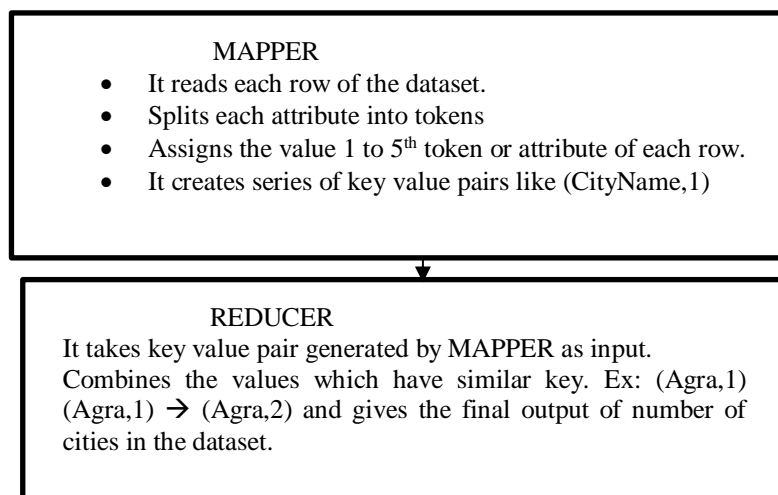 MAPPER
• It reads each row of the dataset.
• Splits each attribute into tokens
• Assigns the value 1 to 5th token or attribute of each row.
• It creates series of key value pairs like (CityName,1)
REDUCER
It takes key value pair generated by MAPPER as input.
Combines the values which have similar key. Ex: (Agra,1)
(Agra,1) → (Agra,2) and gives the final output of number of
cities in the dataset.